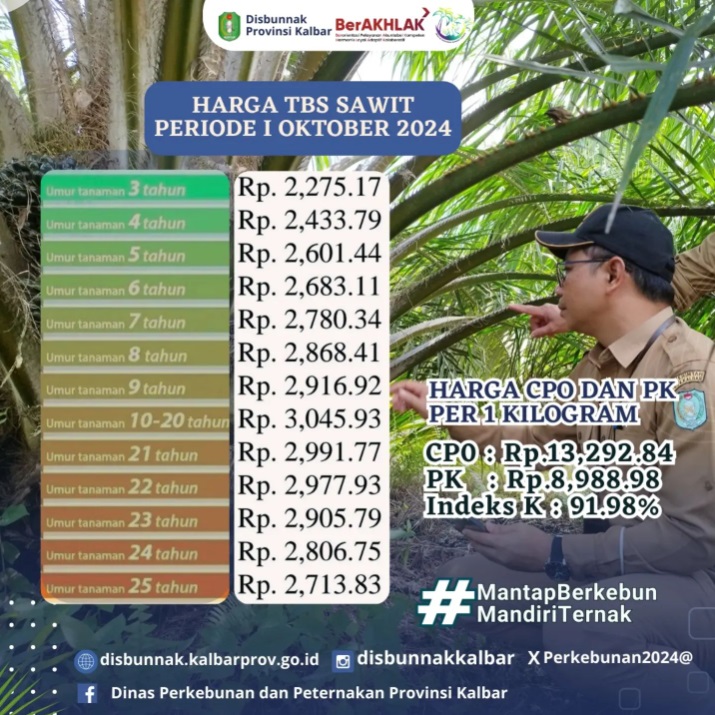 Disbunnak
Provinsi Kalbar
BerAKHLAK
HARGA TBS SAWIT
PERIODE I OKTOBER 2024
Umur tanaman 3 tahun Rp. 2,275.17
Umur tanaman 4 tahun Rp. 2,433.79
Umur tanaman 5 tahun Rp. 2,601.44
Umur tanaman 6 tahun Rp. 2,683.11
Umur tanaman 7 tahun Rp. 2,780.34
Umur tanaman 8 tahun Rp. 2,868.41
Umur tanaman 9 tahun Rp. 2,916.92
Umur tanaman 10-20 tahun Rp. 3,045.93
Umur tanaman 21 tahun Rp. 2,991.77
Umur tanaman 22 tahun Rp. 2,977.93
Umur tanaman 23 tahun Rp. 2,905.79
Umur tanaman 24 tahun Rp. 2,806.75
Umur tanaman 25 tahun Rp. 2,713.83
HARGA CPO DAN PK
PER 1 KILOGRAM
CPO : Rp.13,292.84
PK : Rp.8,988.98
Indeks K : 91.98%
#MantapBerkebun
MandiriTernak
disbunnak.kalbarprov.go.id disbunnakkalbar X Perkebunan2024@
Dinas Perkebunan dan Peternakan Provinsi Kalbar